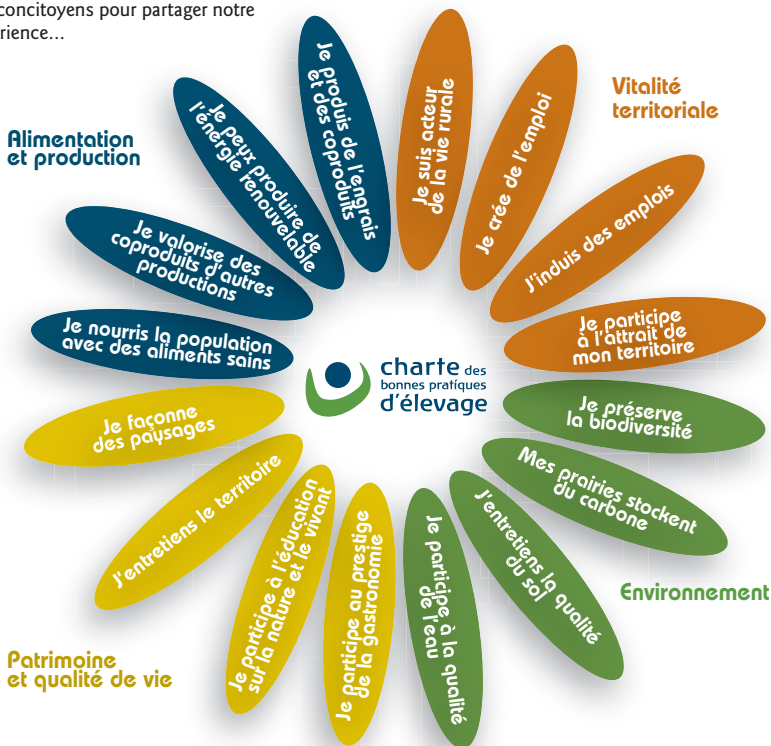 concitoyens pour partager notre
rience…
Alimentation
et production
Je nourris la population
avec des aliments sains
Je valorise des
coproduits d'autres
productions
Je peux produire de
l'énergie renouvelable
Je produis de l'engrais
et des coproduits
Vitalité
territoriale
Je suis acteur
de la vie rurale
Je crée de l'emploi
J'induis des emplois
Je participe
à l'attrait de
mon territoire
charte des
bonnes pratiques
d'élevage
Je préserve
la biodiversité
Mes prairies stockent
du carbone
J'entretiens la qualité
du sol
Je participe à la qualité
de l'eau
Environnement
Je participe au prestige
de la gastronomie
Je participe à l'éducation
sur la nature et le vivant
J'entretiens le territoire
Je façonne
des paysages
Patrimoine
et qualité de vie